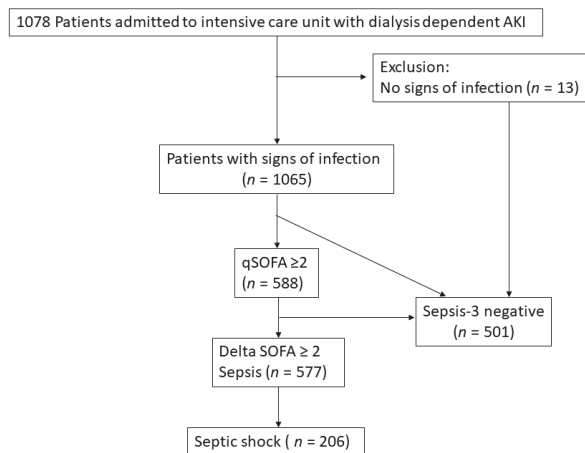 1078 Patients admitted to intensive care unit with dialysis dependent AKI
Exclusion:
No signs of infection (n = 13)
Patients with signs of infection
(n = 1065)
qSOFA ≥2
(n = 588)
Sepsis-3 negative
(n = 501)
Delta SOFA ≥ 2
Sepsis (n = 577)
Septic shock ( n = 206)